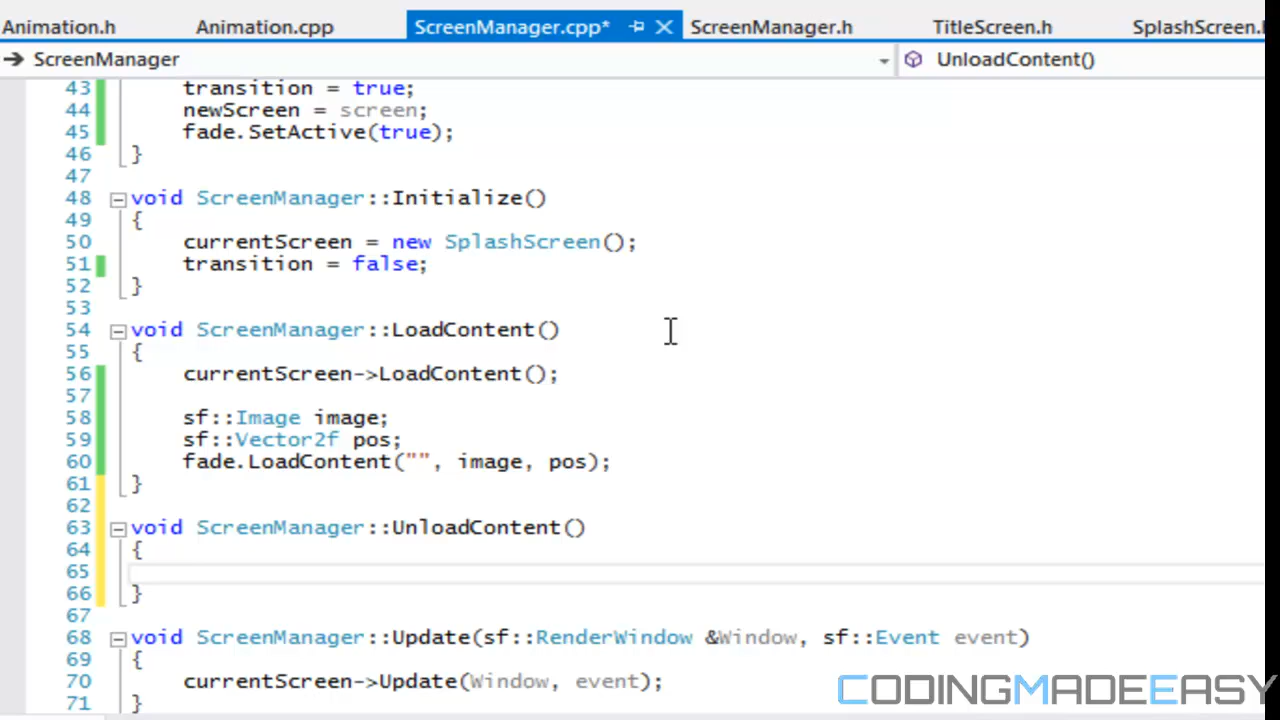 Animation.h Animation.cpp ScreenManager.cpp* ScreenManager.h TitleScreen.h SplashScreen.h
ScreenManager UnloadContent()
43 transition = true;
44 newScreen = screen;
45 fade.SetActive(true);
46 }
47
48 void ScreenManager::Initialize()
49 {
50 currentScreen = new SplashScreen();
51 transition = false;
52 }
53
54 void ScreenManager::LoadContent()
55 {
56 currentScreen->LoadContent();
57
58 sf::Image image;
59 sf::Vector2f pos;
60 fade.LoadContent("", image, pos);
61 }
62
63 void ScreenManager::UnloadContent()
64 {
65
66 }
67
68 void ScreenManager::Update(sf::RenderWindow &Window, sf::Event event)
69 {
70 currentScreen->Update(Window, event);
71 }
CODINGMADEEASY